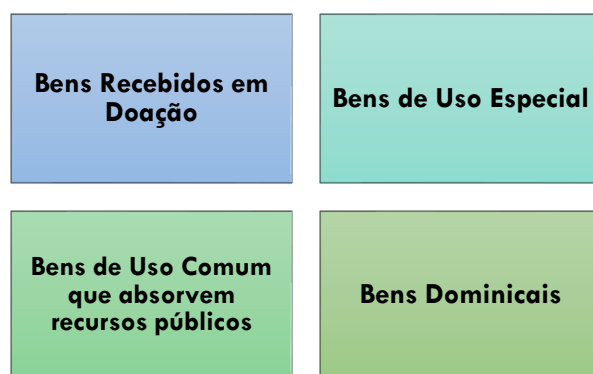 Bens Recebidos em
Doação
Bens de Uso Especial
Bens de Uso Comum
que absorvem
recursos públicos
Bens Dominicais